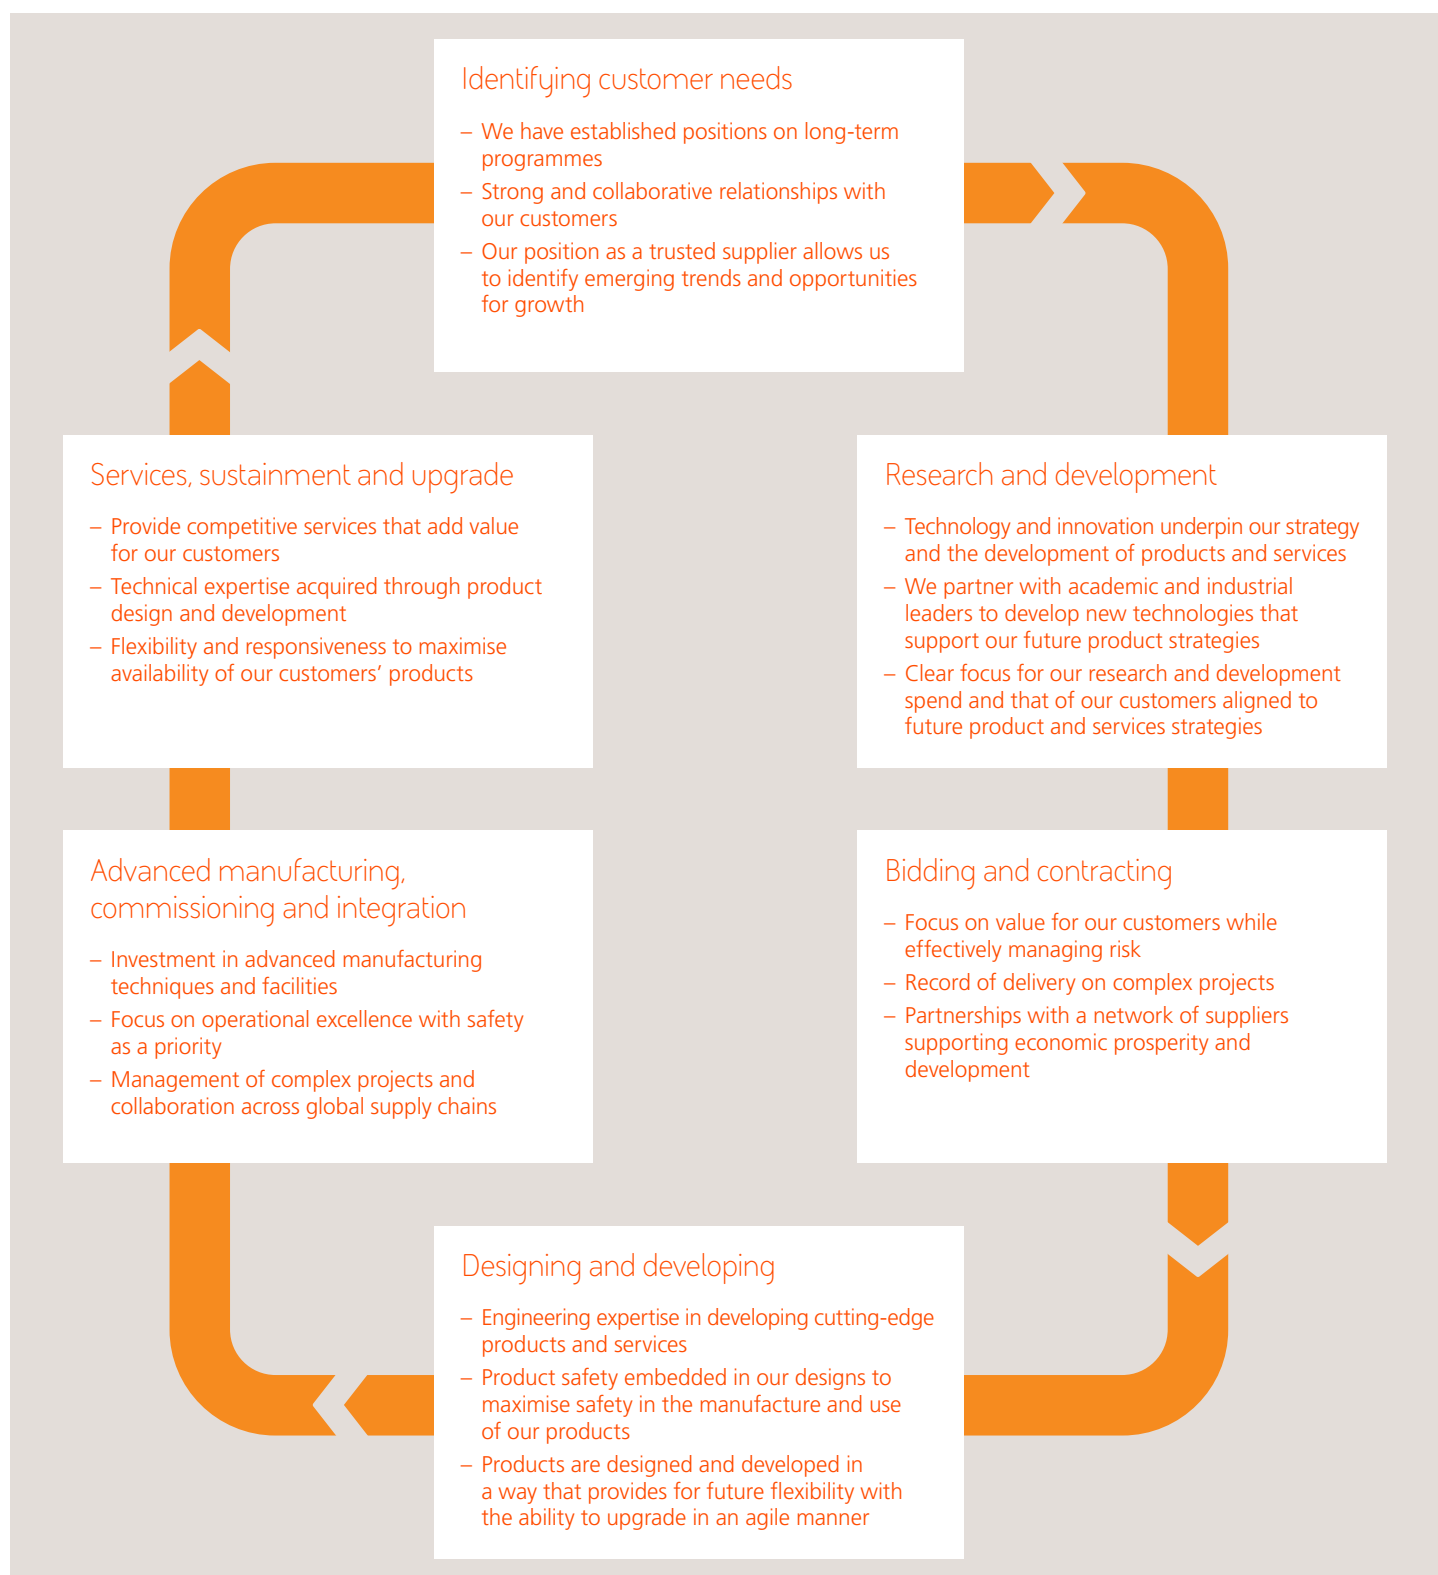 Identifying customer needs
– We have established positions on long-term
programmes
– Strong and collaborative relationships with
our customers
– Our position as a trusted supplier allows us
to identify emerging trends and opportunities
for growth
Research and development
– Technology and innovation underpin our strategy
and the development of products and services
– We partner with academic and industrial
leaders to develop new technologies that
support our future product strategies
– Clear focus for our research and development
spend and that of our customers aligned to
future product and services strategies
Bidding and contracting
– Focus on value for our customers while
effectively managing risk
– Record of delivery on complex projects
– Partnerships with a network of suppliers
supporting economic prosperity and
development
Designing and developing
– Engineering expertise in developing cutting-edge
products and services
– Product safety embedded in our designs to
maximise safety in the manufacture and use
of our products
– Products are designed and developed in
a way that provides for future flexibility with
the ability to upgrade in an agile manner
Advanced manufacturing,
commissioning and integration
– Investment in advanced manufacturing
techniques and facilities
– Focus on operational excellence with safety
as a priority
– Management of complex projects and
collaboration across global supply chains
Services, sustainment and upgrade
– Provide competitive services that add value
for our customers
– Technical expertise acquired through product
design and development
– Flexibility and responsiveness to maximise
availability of our customers’ products